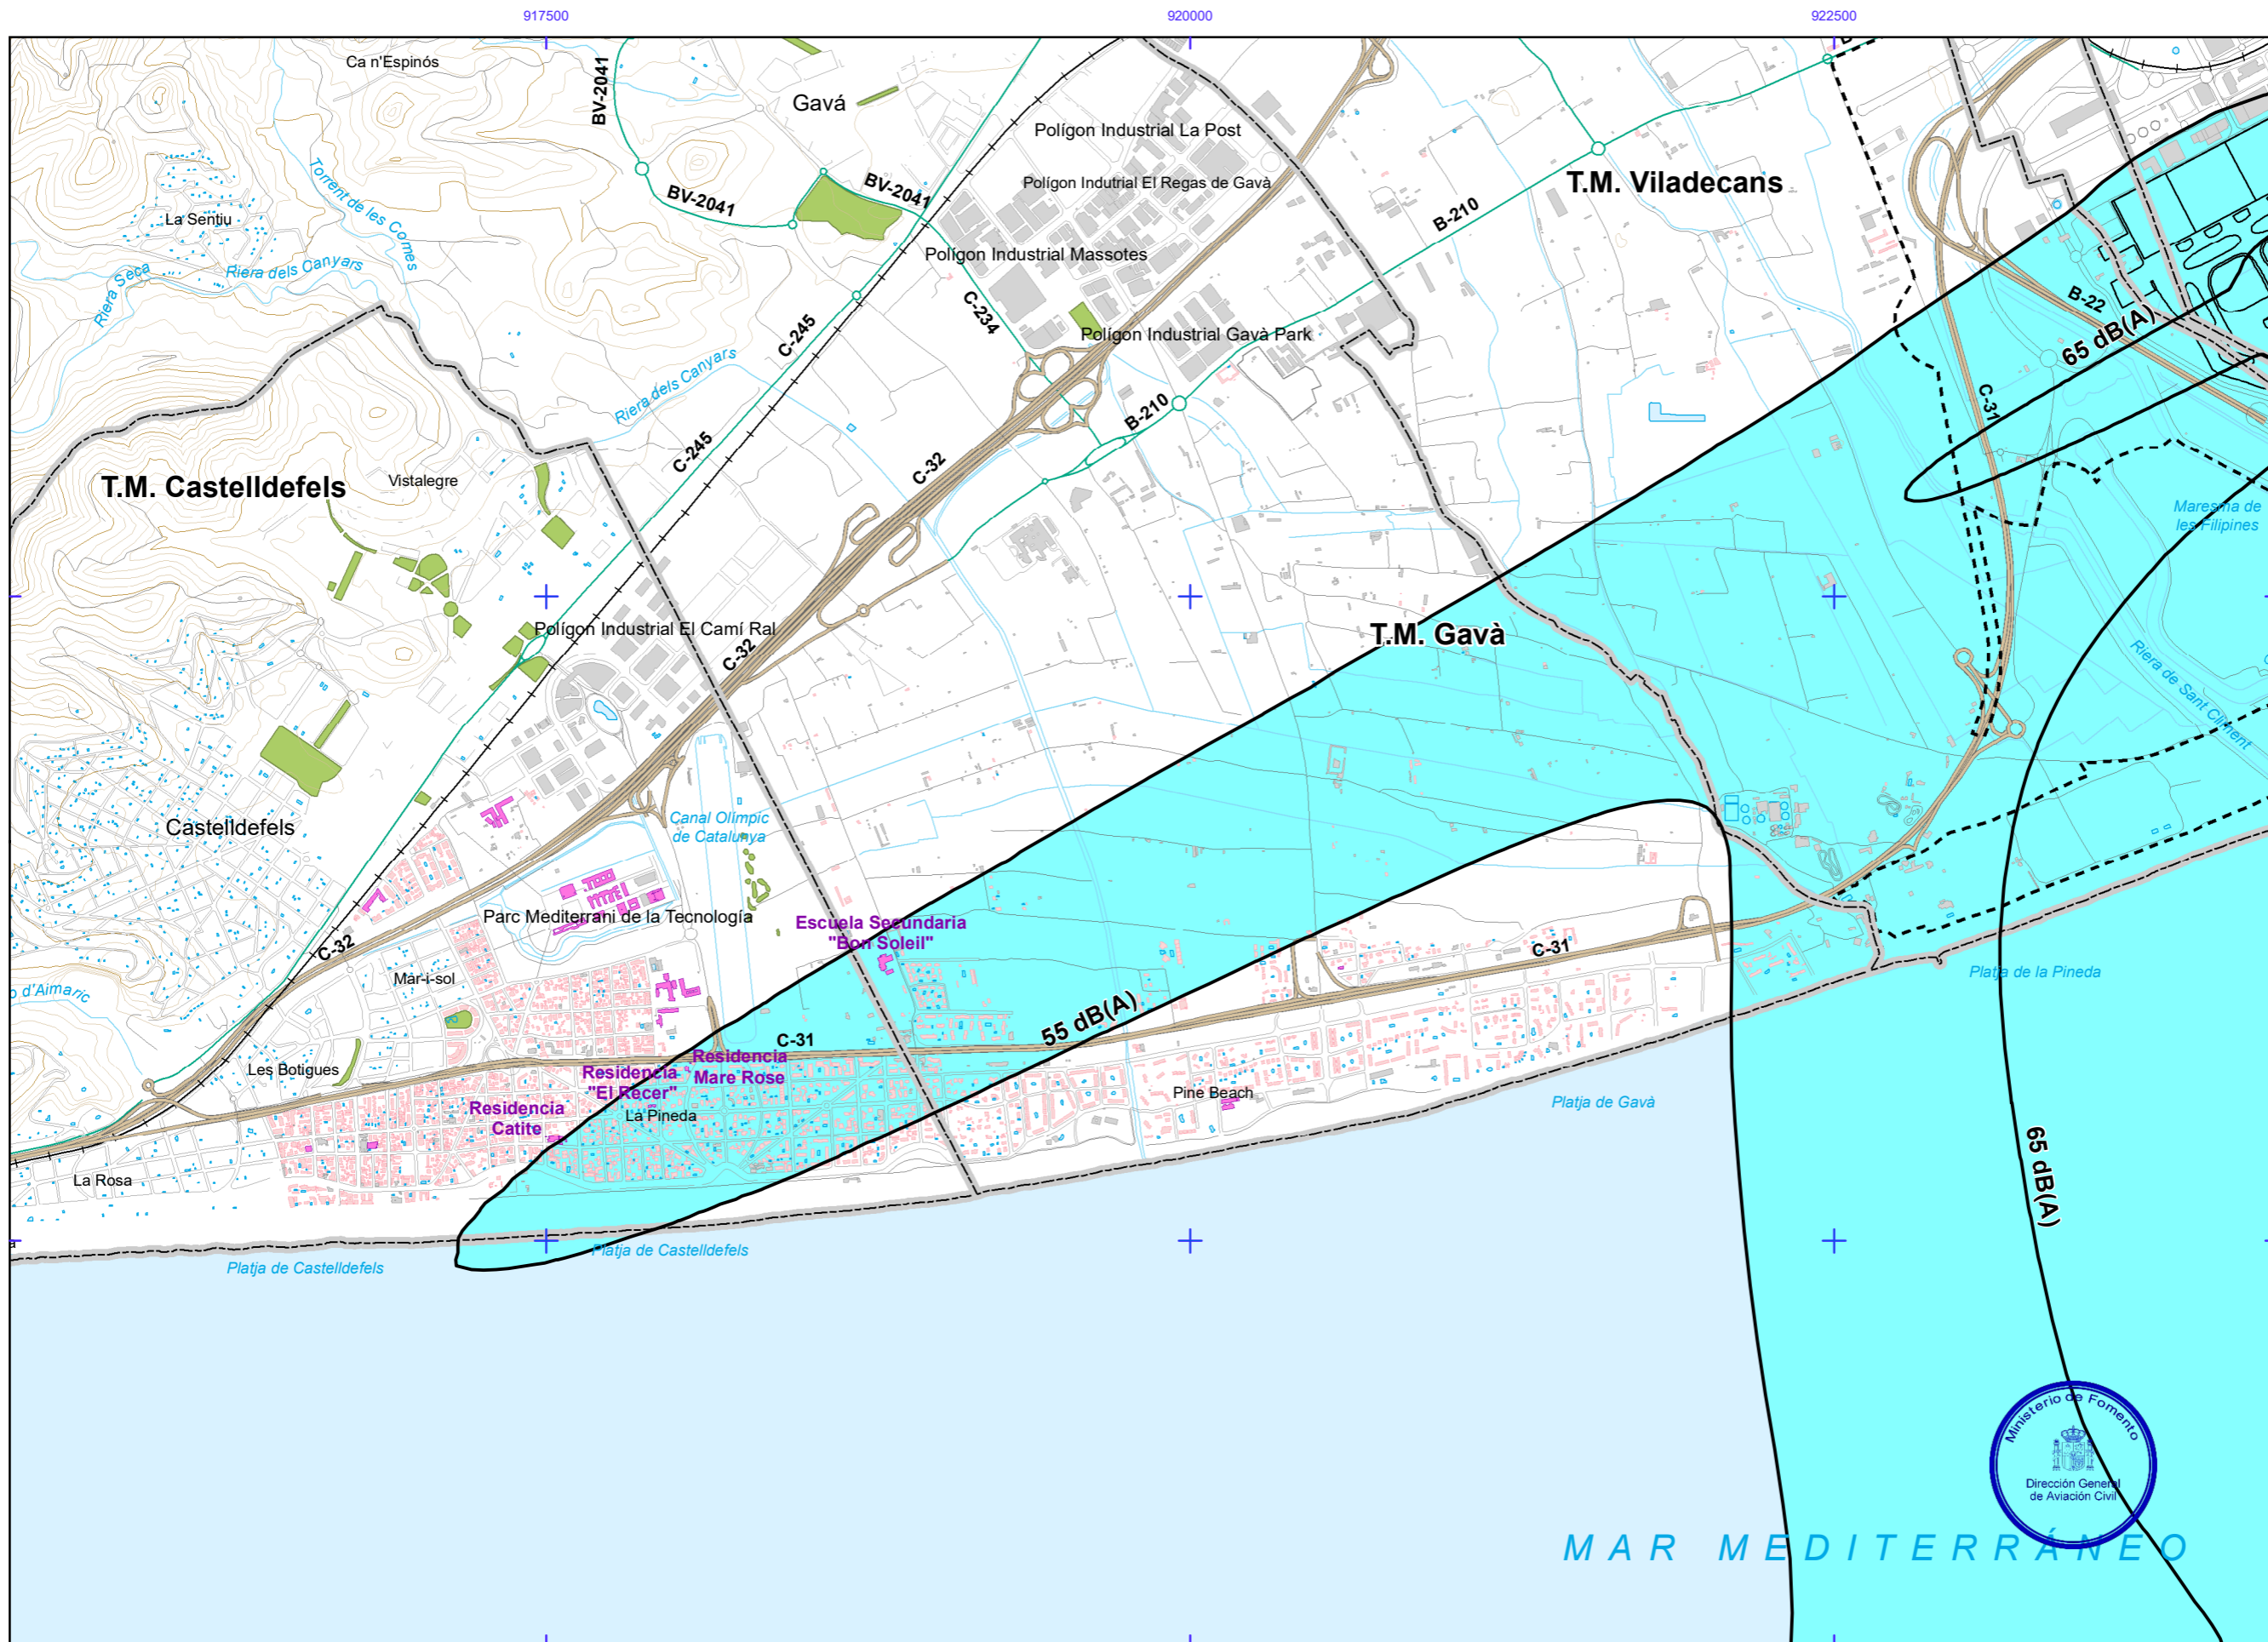 917500
920000
922500
Ca n'Espinós
BV-2041
Gavá
Polígon Industrial La Post
Polígon Indutrial El Regas de Gavà
T.M. Viladecans
BV-2041
BV-2041
B-210
La Sentiu
Torrent de les Comes
Riera dels Canyars
Riera Seca
Polígon Industrial Massotes
C-234
C-245
Polígon Industrial Gavà Park
B-22
65 dB(A)
Riera dels Canyars
B-210
C-31
C-245
C-32
T.M. Castelldefels
Vistalegre
Maresma de
les Filipines
Polígon Industrial El Camí Ral
C-32
T.M. Gavà
Riera de Sant Climent
Castelldefels
Canal Olímpic
de Catalunya
Parc Mediterrani de la Tecnología
Escuela Secundaria
"Bon Soleil"
C-32
Mar-i-sol
C-31
Platja de la Pineda
o d'Aimaric
55 dB(A)
C-31
Les Botigues
Residencia
Mare Rose
Residencia
"El Recer"
Residencia
Catite
La Pineda
Pine Beach
Platja de Gavà
La Rosa
65 dB(A)
a
Platja de Castelldefels
Platja de Castelldefels
Ministerio de Fomento
Dirección General
de Aviación Civil
MAR MEDITERRÁNEO